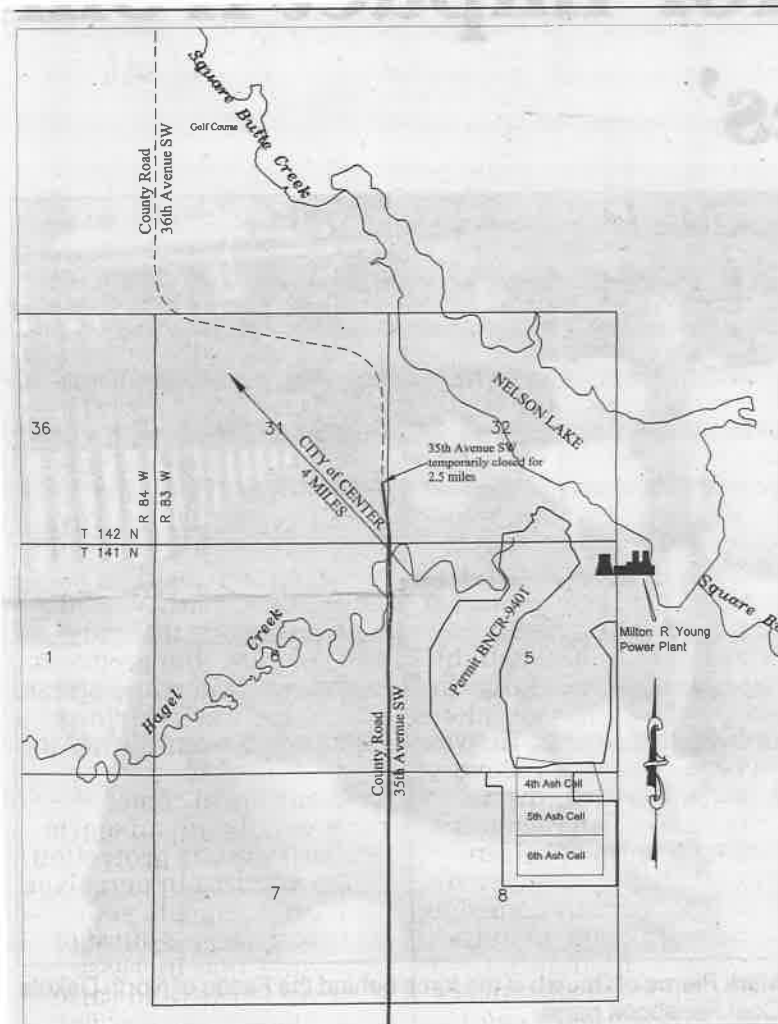 Square Butte Creek
Golf Course
County Road
36th Avenue SW
NELSON LAKE
36
31
32
CITY of CENTER
4 MILES
35th Avenue SW
temporarily closed for
2.5 miles
R 84 W
R 83 W
T 142 N
T 141 N
Hagel Creek
1
6
5
Permit BNCR-9401
Square
Milton R Young
Power Plant
County Road
35th Avenue SW
4th Ash Cell
5th Ash Cell
6th Ash Cell
7
8